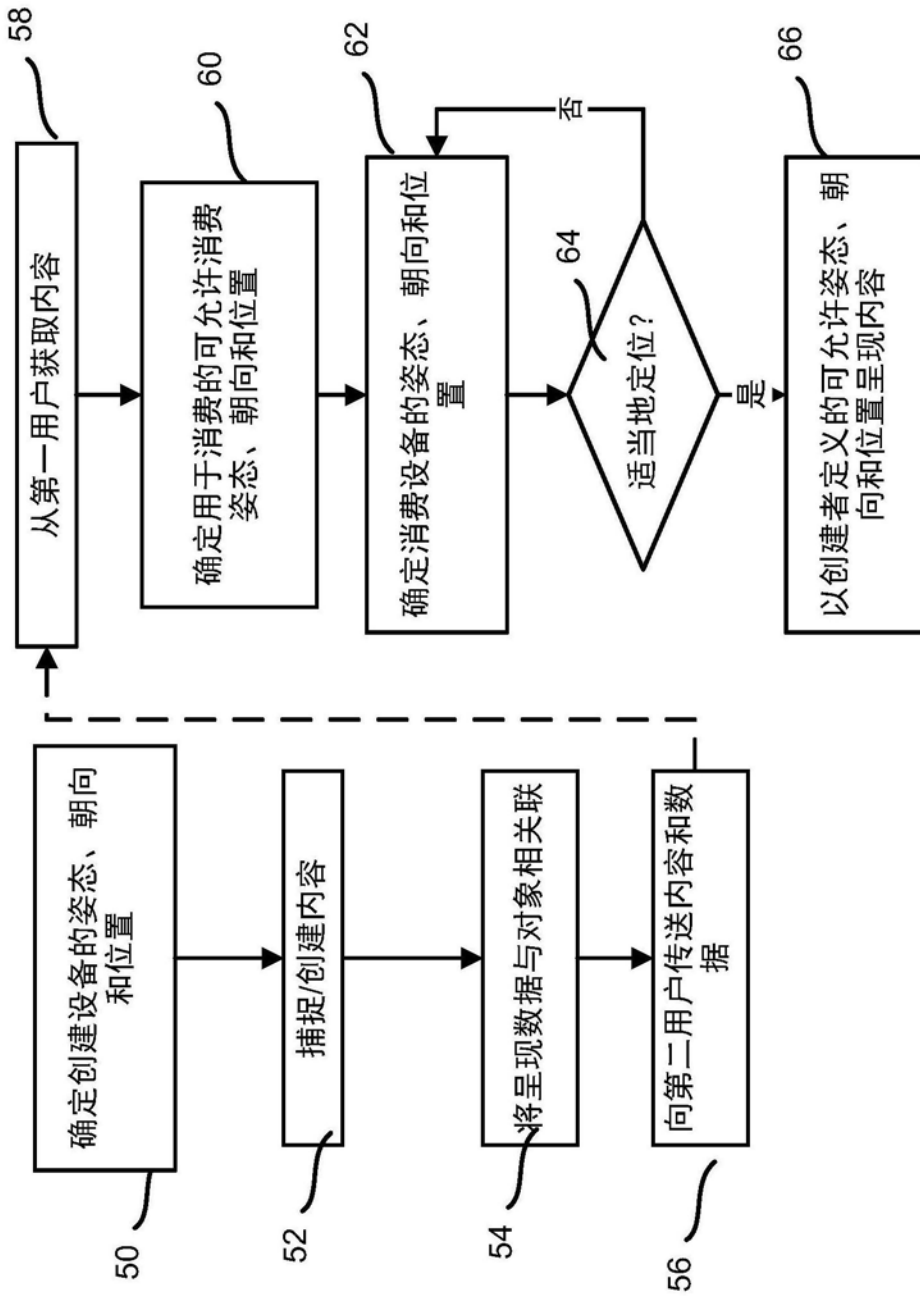 50
确定创建设备的姿态、朝向
和位置
52
捕捉/创建内容
54
将呈现数据与对象相关联
56
向第二用户传送内容和数
据
58
从第一用户获取内容
60
确定用于消费的可允许消费
姿态、朝向和位置
62
确定消费设备的姿态、朝向和位
置
64
适当地定位?
否
是
66
以创建者定义的可允许姿态、朝
向和位置呈现内容